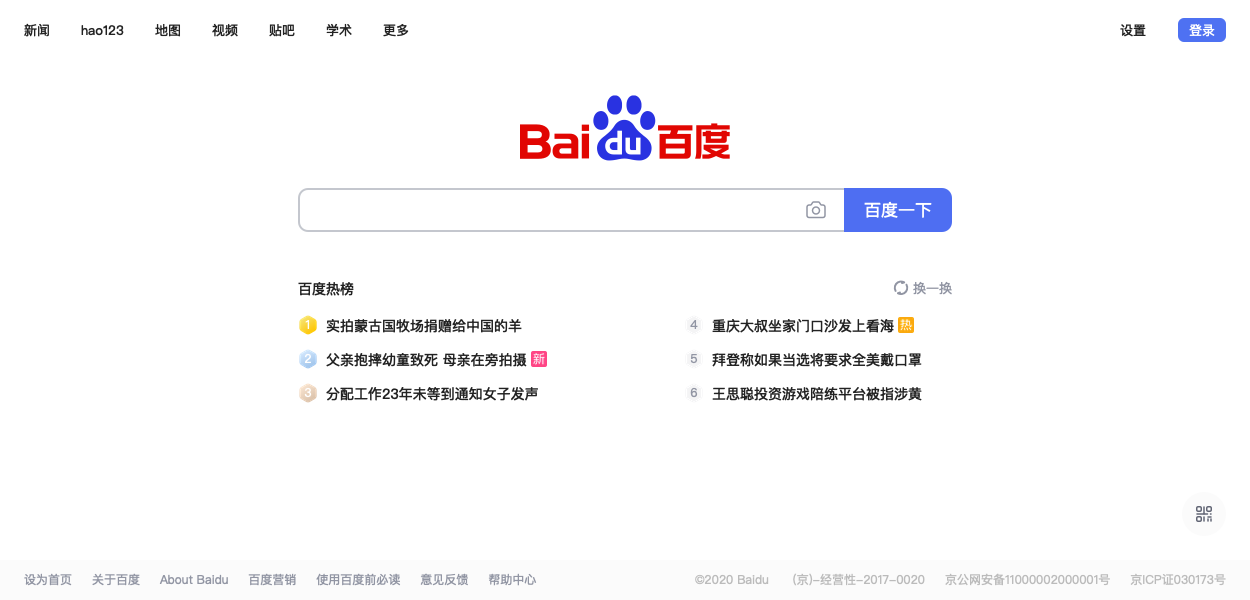 新闻 hao123 地图 视频 贴吧 学术 更多 设置 登录
Bai du 百度
百度一下
百度热榜 换一换
1 实拍蒙古国牧场捐赠给中国的羊
2 父亲抱摔幼童致死 母亲在旁拍摄 新
3 分配工作23年未等到通知女子发声
4 重庆大叔坐家门口沙发上看海 热
5 拜登称如果当选将要求全美戴口罩
6 王思聪投资游戏陪练平台被指涉黄
设为首页 关于百度 About Baidu 百度营销 使用百度前必读 意见反馈 帮助中心 ©2020 Baidu (京)-经营性-2017-0020 京公网安备11000002000001号 京ICP证030173号